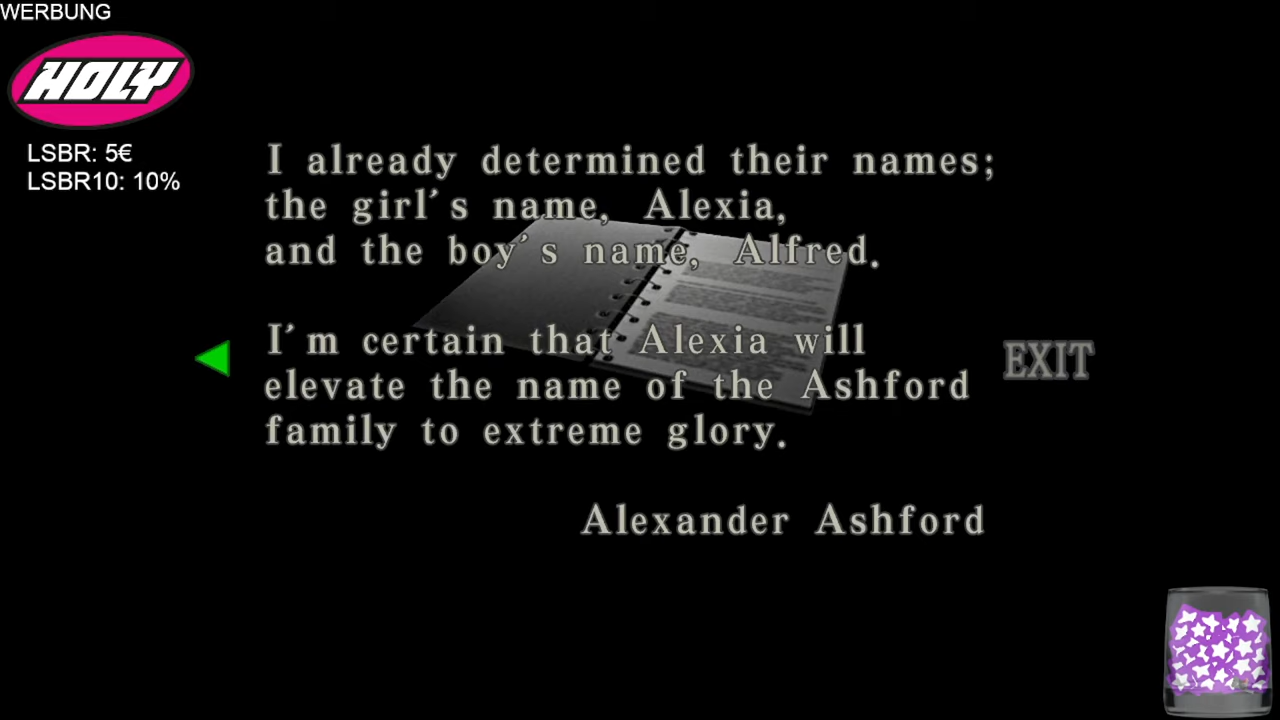 WERBUNG
HOLY
LSBR: 5€
LSBR10: 10%
I already determined their names;
the girl's name, Alexia,
and the boy's name, Alfred.
I'm certain that Alexia will
elevate the name of the Ashford
family to extreme glory.
EXIT
Alexander Ashford